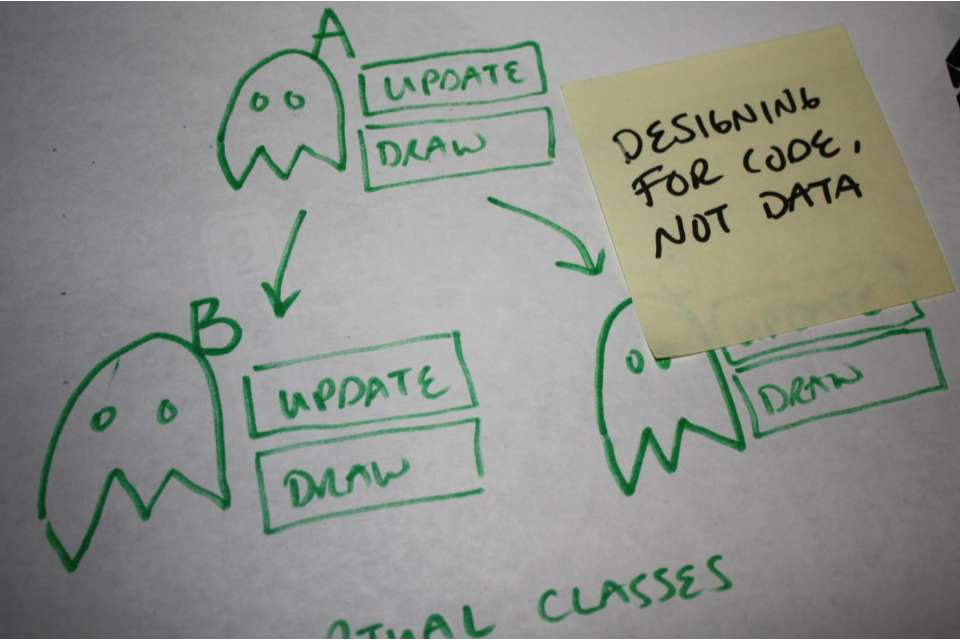 A
UPDATE
DRAW
DESIGNING
FOR CODE,
NOT DATA
B
UPDATE
DRAW
DRAW
CLASSES